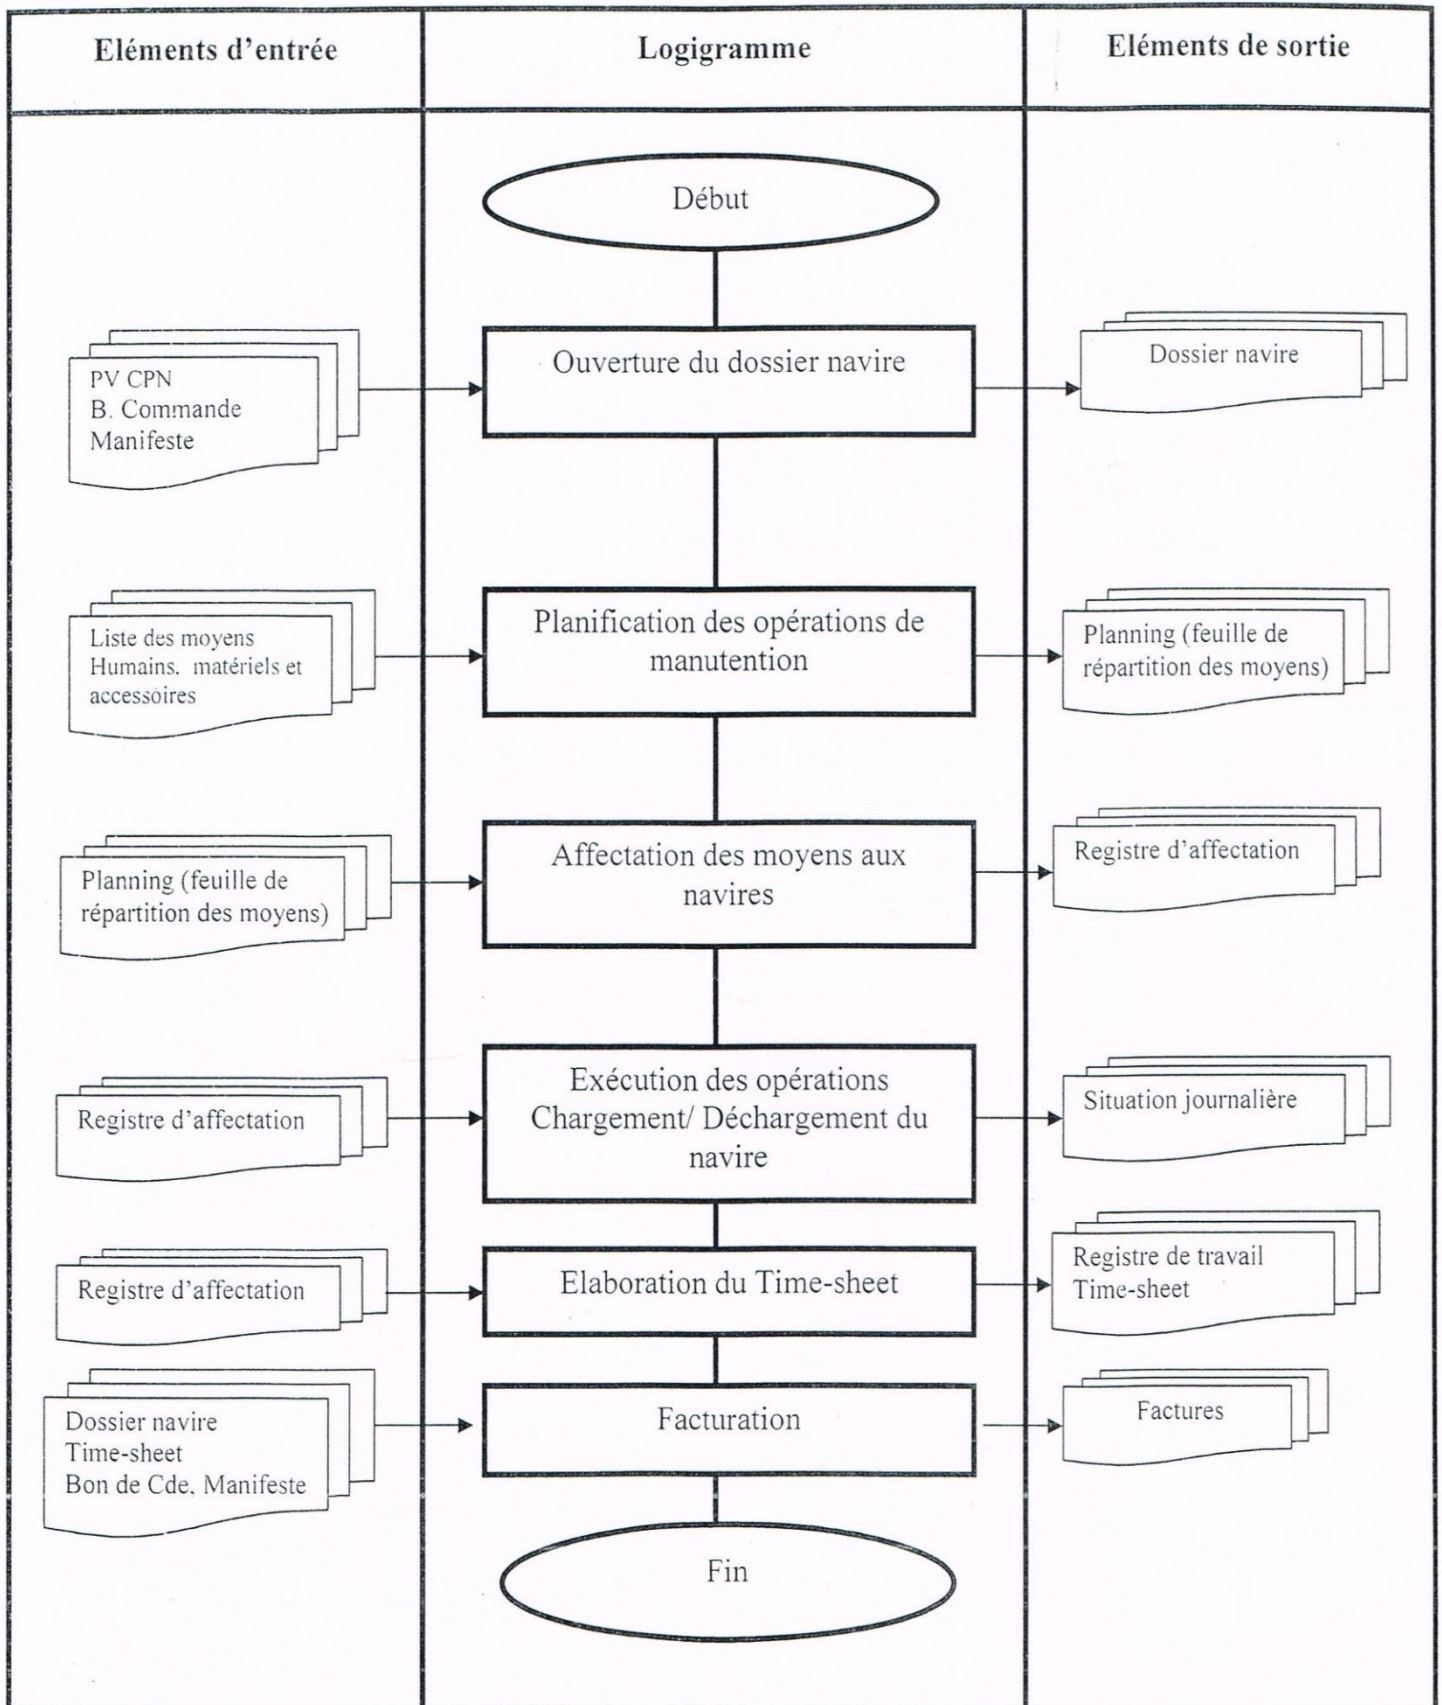 Eléments d'entrée
Logigramme
Eléments de sortie
Début
PV CPN
B. Commande
Manifeste
Ouverture du dossier navire
Dossier navire
Liste des moyens
Humains. matériels et
accessoires
Planification des opérations de
manutention
Planning (feuille de
répartition des moyens)
Planning (feuille de
répartition des moyens)
Affectation des moyens aux
navires
Registre d'affectation
Registre d'affectation
Exécution des opérations
Chargement/ Déchargement du
navire
Situation journalière
Registre d'affectation
Elaboration du Time-sheet
Registre de travail
Time-sheet
Dossier navire
Time-sheet
Bon de Cde. Manifeste
Facturation
Factures
Fin